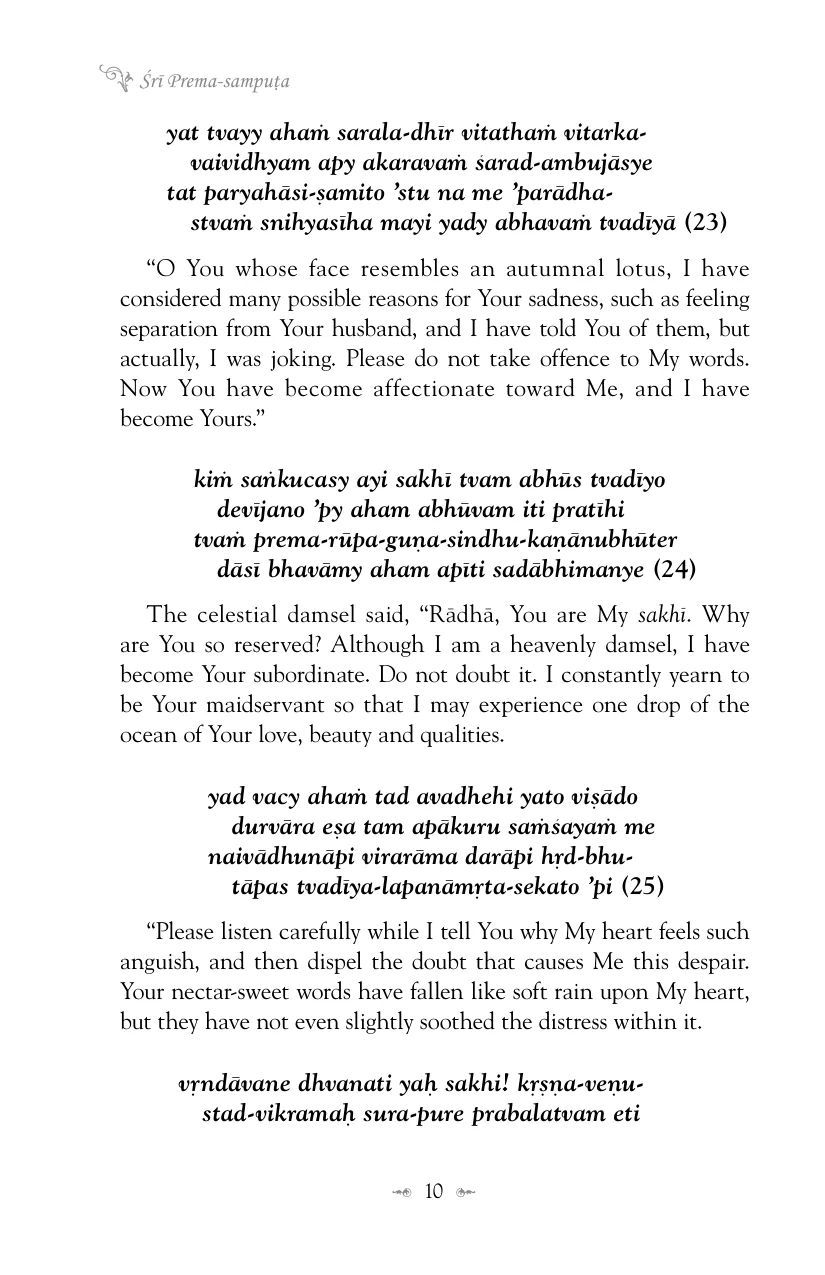 Śrī Prema-sampuṭa
yat tvayy ahaṁ sarala-dhīr vitathaṁ vitarka-
vaividhyam apy akaravaṁ śarad-ambujāsye
tat paryahāsi-ṣamito ’stu na me ’parādha-
stvaṁ snihyasīha mayi yady abhavaṁ tvadīyā (23)
“O You whose face resembles an autumnal lotus, I have
considered many possible reasons for Your sadness, such as feeling
separation from Your husband, and I have told You of them, but
actually, I was joking. Please do not take offence to My words.
Now You have become affectionate toward Me, and I have
become Yours.”
kiṁ saṅkucasy ayi sakhī tvam abhūs tvadīyo
devījano ’py aham abhūvam iti pratīhi
tvaṁ prema-rūpa-guṇa-sindhu-kaṇānubhūter
dāsī bhavāmy aham apīti sadābhimanye (24)
The celestial damsel said, “Rādhā, You are My sakhī. Why
are You so reserved? Although I am a heavenly damsel, I have
become Your subordinate. Do not doubt it. I constantly yearn to
be Your maidservant so that I may experience one drop of the
ocean of Your love, beauty and qualities.
yad vacy ahaṁ tad avadhehi yato viṣādo
durvāra eṣa tam apākuru saṁśayaṁ me
naivādhunāpi virarāma darāpi hṛd-bhu-
tāpas tvadīya-lapanāmṛta-sekato ’pi (25)
“Please listen carefully while I tell You why My heart feels such
anguish, and then dispel the doubt that causes Me this despair.
Your nectar-sweet words have fallen like soft rain upon My heart,
but they have not even slightly soothed the distress within it.
vṛndāvane dhvanati yaḥ sakhi! kṛṣṇa-veṇu-
stad-vikramaḥ sura-pure prabalatvam eti
10